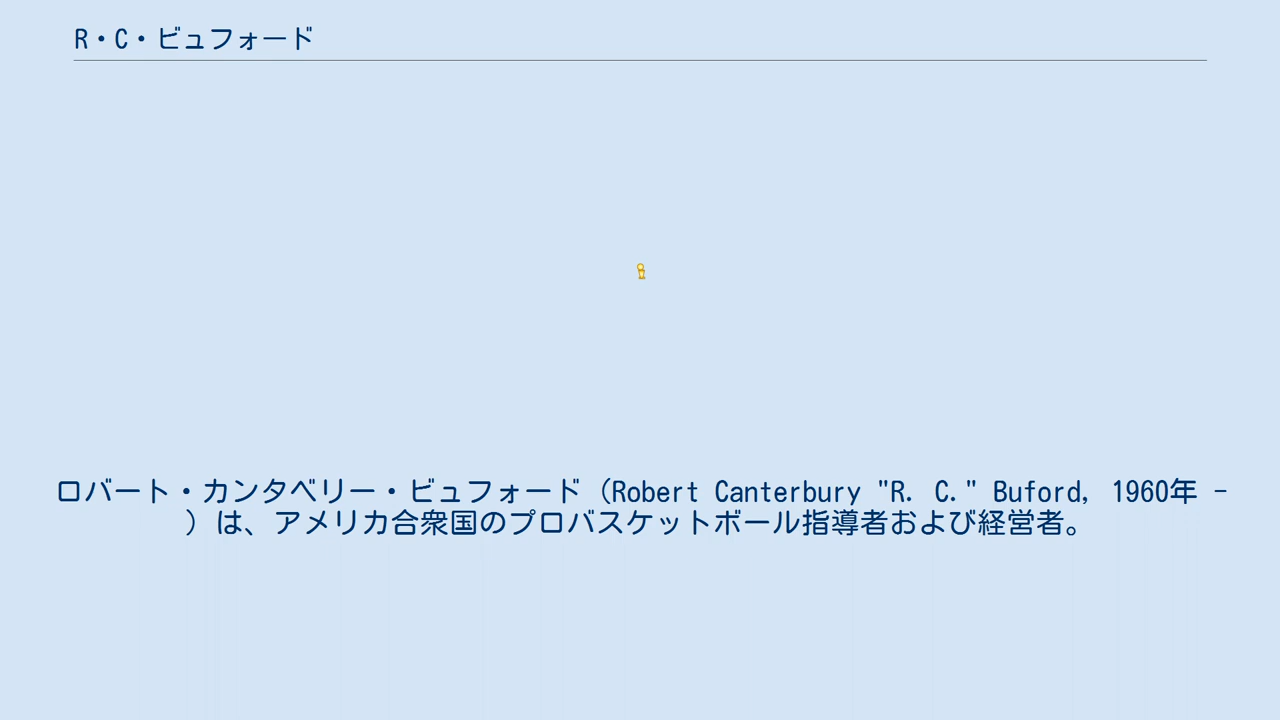 R・C・ビュフォード
ロバート・カンタベリー・ビュフォード（Robert Canterbury "R. C." Buford, 1960年 -
）は、アメリカ合衆国のプロバスケットボール指導者および経営者。